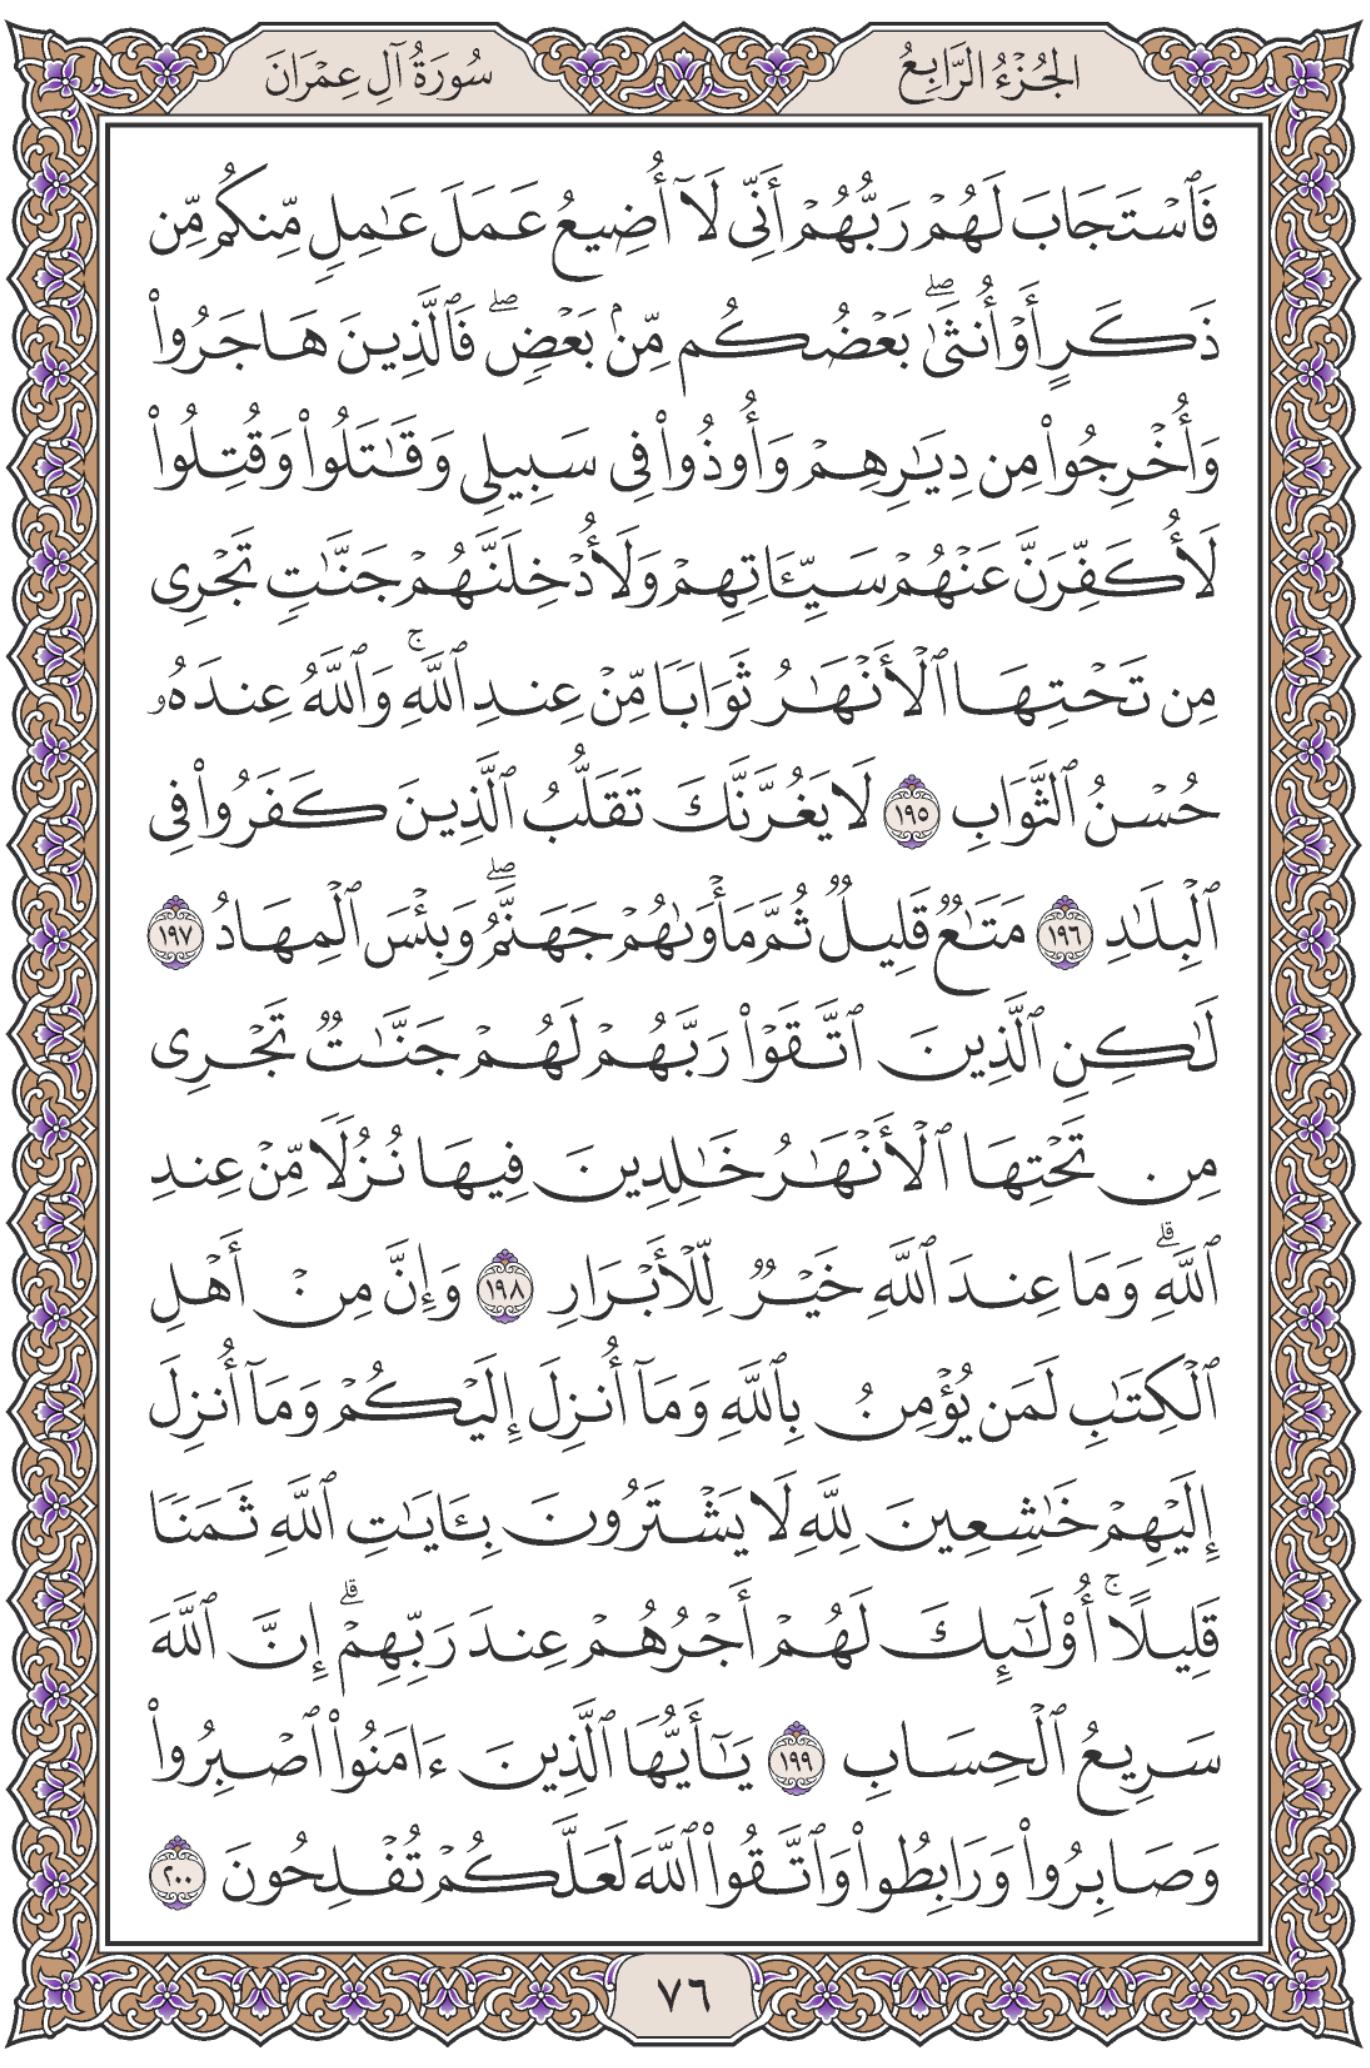 الجُزْءُ الرَّابِعُ
سُورَةُ آلِ عِمْرَانَ
فَٱسْتَجَابَ لَهُمْ رَبُّهُمْ أَنِّى لَآ أُضِيعُ عَمَلَ عَـٰمِلٍ مِّنكُم مِّن
ذَكَرٍ أَوْ أُنثَىٰ ۖ بَعْضُكُم مِّنۢ بَعْضٍ ۖ فَٱلَّذِينَ هَاجَرُوا۟
وَأُخْرِجُوا۟ مِن دِيَـٰرِهِمْ وَأُوذُوا۟ فِى سَبِيلِى وَقَـٰتَلُوا۟ وَقُتِلُوا۟
لَأُكَفِّرَنَّ عَنْهُمْ سَيِّـَٔاتِهِمْ وَلَأُدْخِلَنَّهُمْ جَنَّـٰتٍ تَجْرِى
مِن تَحْتِهَا ٱلْأَنْهَـٰرُ ثَوَابًا مِّنْ عِندِ ٱللَّهِ ۚ وَٱللَّهُ عِندَهُۥ
حُسْنُ ٱلثَّوَابِ ١٩٥ لَا يَغُرَّنَّكَ تَقَلُّبُ ٱلَّذِينَ كَفَرُوا۟ فِى
ٱلْبِلَـٰدِ ١٩٦ مَتَـٰعٌ قَلِيلٌ ثُمَّ مَأْوَىٰهُمْ جَهَنَّمُ ۖ وَبِئْسَ ٱلْمِهَادُ ١٩٧
لَـٰكِنِ ٱلَّذِينَ ٱتَّقَوْا۟ رَبَّهُمْ لَهُمْ جَنَّـٰتٌ تَجْرِى
مِن تَحْتِهَا ٱلْأَنْهَـٰرُ خَـٰلِدِينَ فِيهَا نُزُلًا مِّنْ عِندِ
ٱللَّهِ ۗ وَمَا عِندَ ٱللَّهِ خَيْرٌ لِّلْأَبْرَارِ ١٩٨ وَإِنَّ مِنْ أَهْلِ
ٱلْكِتَـٰبِ لَمَن يُؤْمِنُ بِٱللَّهِ وَمَآ أُنزِلَ إِلَيْكُمْ وَمَآ أُنزِلَ
إِلَيْهِمْ خَـٰشِعِينَ لِلَّهِ لَا يَشْتَرُونَ بِـَٔايَـٰتِ ٱللَّهِ ثَمَنًا
قَلِيلًا ۚ أُو۟لَـٰٓئِكَ لَهُمْ أَجْرُهُمْ عِندَ رَبِّهِمْ ۗ إِنَّ ٱللَّهَ
سَرِيعُ ٱلْحِسَابِ ١٩٩ يَـٰٓأَيُّهَا ٱلَّذِينَ ءَامَنُوا۟ ٱصْبِرُوا۟
وَصَابِرُوا۟ وَرَابِطُوا۟ وَٱتَّقُوا۟ ٱللَّهَ لَعَلَّكُمْ تُفْلِحُونَ ٢٠٠
٧٦